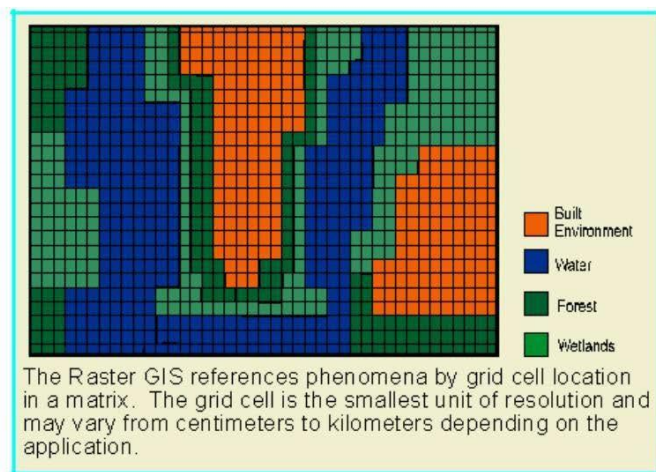 Built
Environment
Water
Forest
Wetlands
The Raster GIS references phenomena by grid cell location
in a matrix. The grid cell is the smallest unit of resolution and
may vary from centimeters to kilometers depending on the
application.